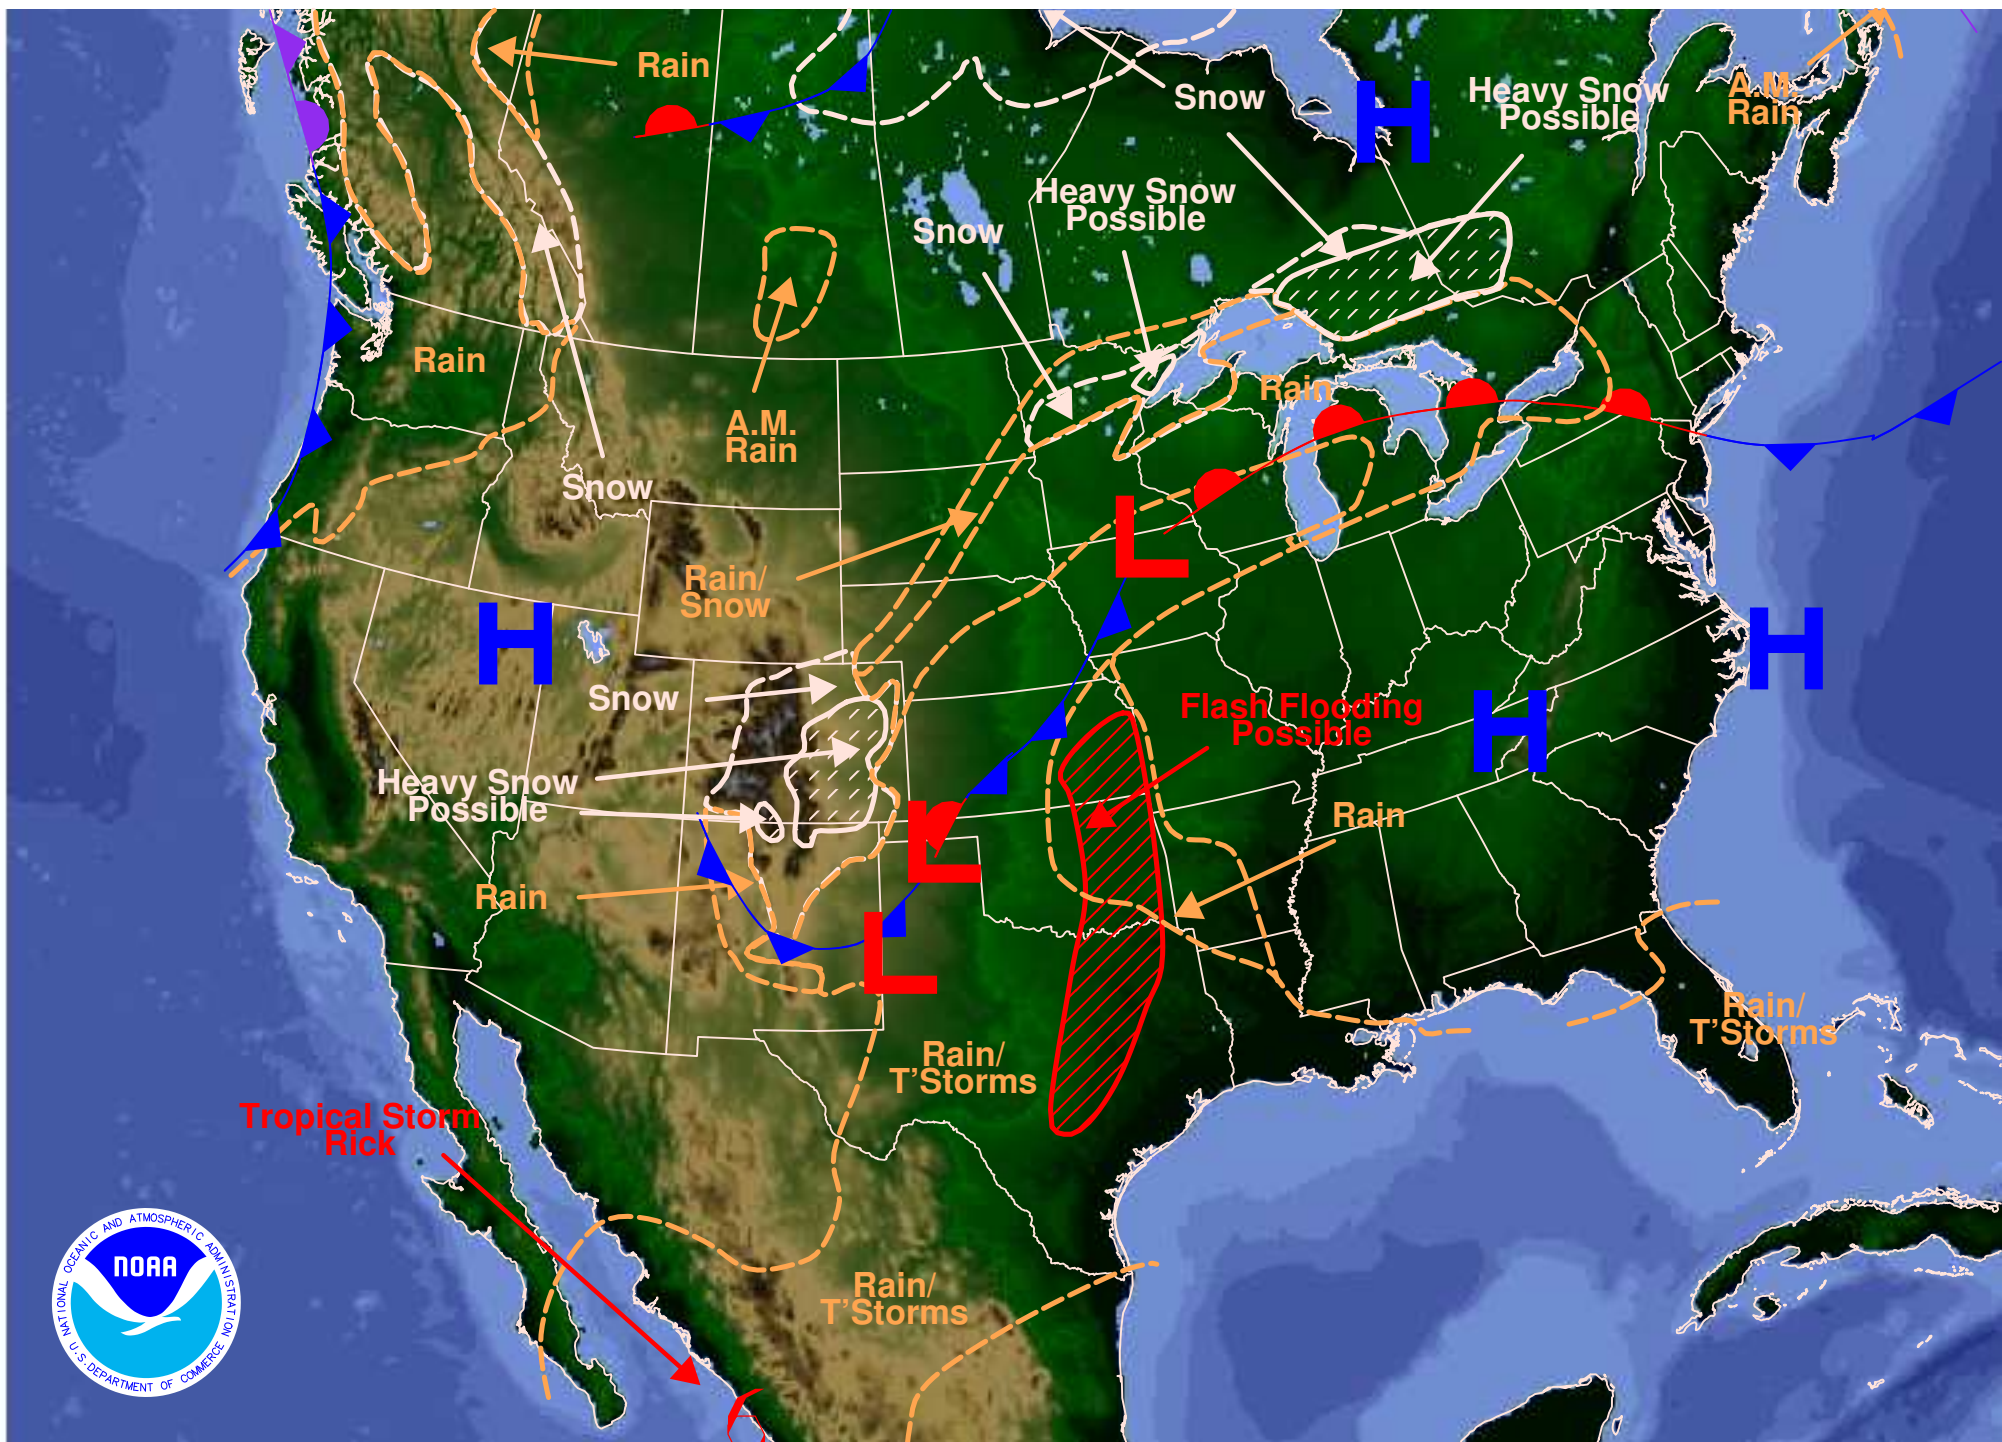 Rain
Snow
Heavy Snow
Possible
A.M.
Rain
H
Heavy Snow
Possible
Snow
Rain
A.M.
Rain
Rain
Snow
L
Rain/
Snow
H
H
Snow
Flash Flooding
Possible
H
Heavy Snow
Possible
Rain
L
Rain
L
Rain/
T'Storms
Rain/
T'Storms
Tropical Storm
Rick
Rain/
T'Storms
NATIONAL OCEANIC AND ATMOSPHERIC ADMINISTRATION
NOAA
U.S. DEPARTMENT OF COMMERCE